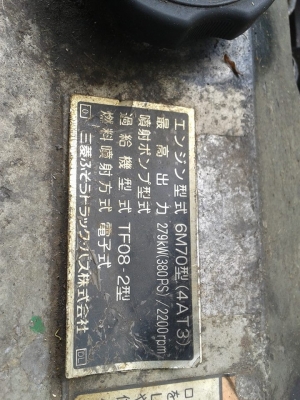 エンジン型式 6M70型(4AT3)
最高出力 279kW(380PS)/2200rpm
噴射ポンプ型式
過給機型式 TF08-2型
燃料噴射方式 電子式
三菱ふそうトラック・バス株式会社